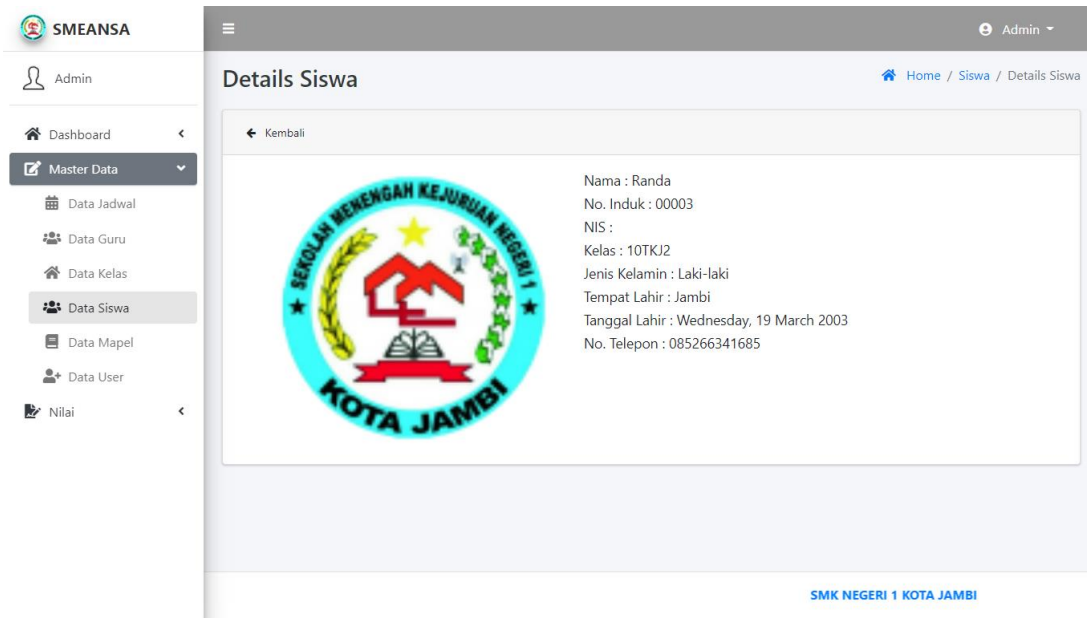 SMEANSA
Admin
Admin
Details Siswa
Home / Siswa / Details Siswa
Dashboard
Master Data
Data Jadwal
Data Guru
Data Kelas
Data Siswa
Data Mapel
Data User
Nilai
Kembali
SEKOLAH MENENGAH KEJURUAN NEGERI 1
KOTA JAMBI
Nama : Randa
No. Induk : 00003
NIS :
Kelas : 10TKJ2
Jenis Kelamin : Laki-laki
Tempat Lahir : Jambi
Tanggal Lahir : Wednesday, 19 March 2003
No. Telepon : 085266341685
SMK NEGERI 1 KOTA JAMBI